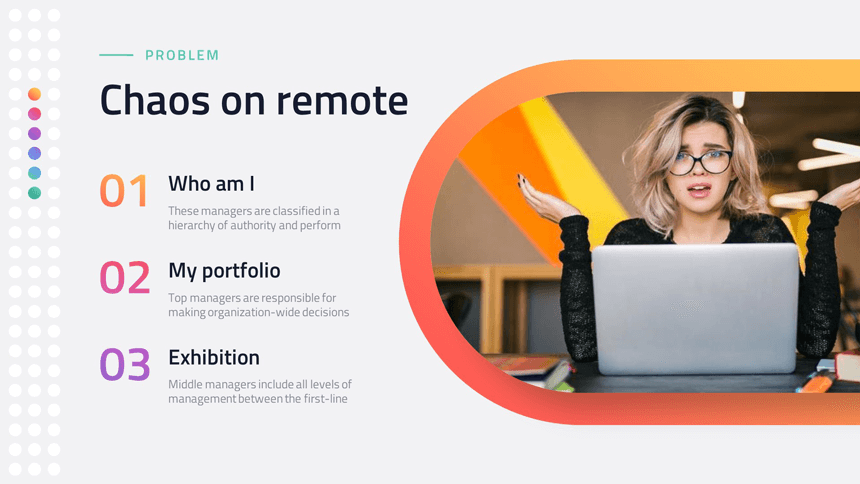 PROBLEM
Chaos on remote
01 Who am I
These managers are classified in a
hierarchy of authority and perform
02 My portfolio
Top managers are responsible for
making organization-wide decisions
03 Exhibition
Middle managers include all levels of
management between the first-line